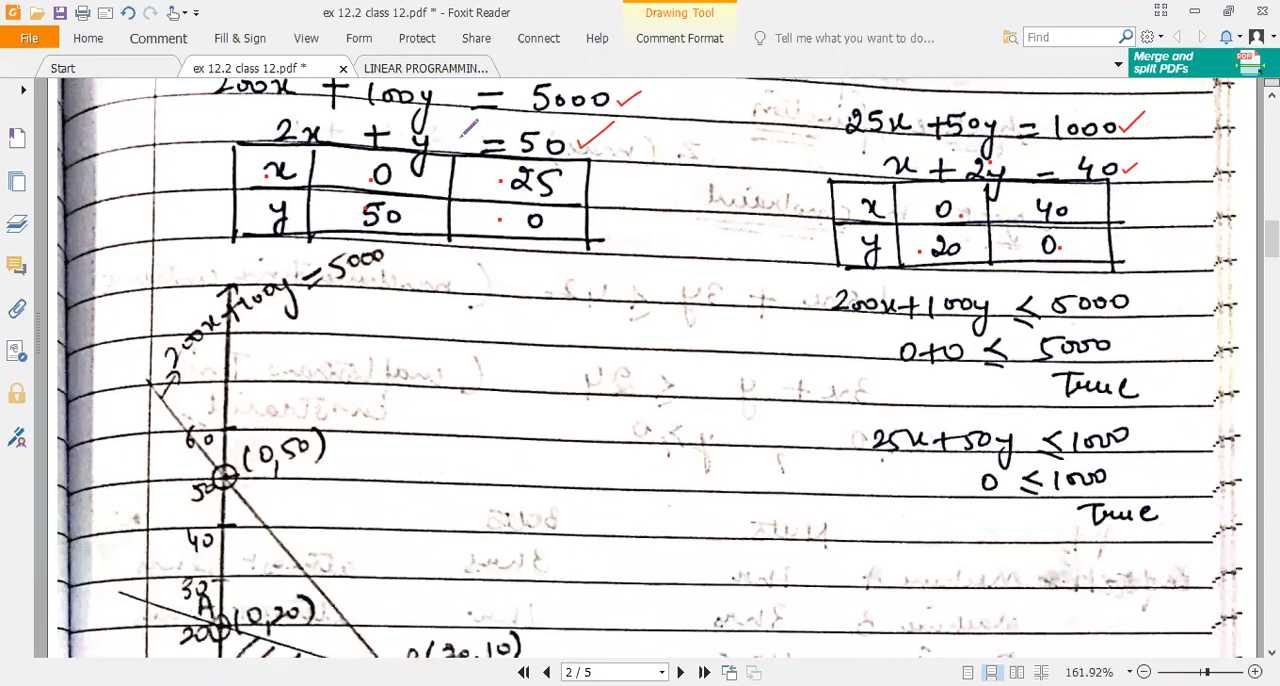 ex 12.2 class 12.pdf * - Foxit Reader
Drawing Tool
File Home Comment Fill & Sign View Form Protect Share Connect Help Comment Format Tell me what you want to do... Find
Start
ex 12.2 class 12.pdf *
LINEAR PROGRAMMIN...
Merge and split PDFs
200x + 100y = 5000
2x + y = 50
x 0 25
y 50 0
25x + 50y = 1000
x + 2y = 40
x 0 40
y 20 0
200x+100y = 5000
200x+100y ≤ 5000
0+0 ≤ 5000
True
25x+50y ≤ 1000
0 ≤ 1000
True
60
(0,50)
50
40
30
A
(0,20)
20
(20,10)
2 / 5
161.92%